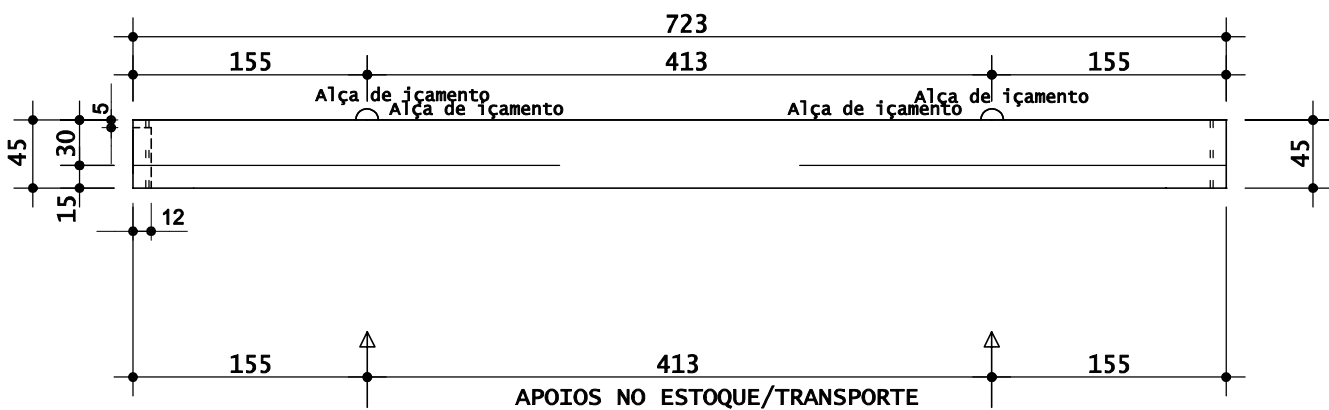 723
155 413 155
Alça de içamento Alça de içamento
Alça de içamento Alça de içamento
5
45 30 45
15
12
155 413 155
APOIOS NO ESTOQUE/TRANSPORTE